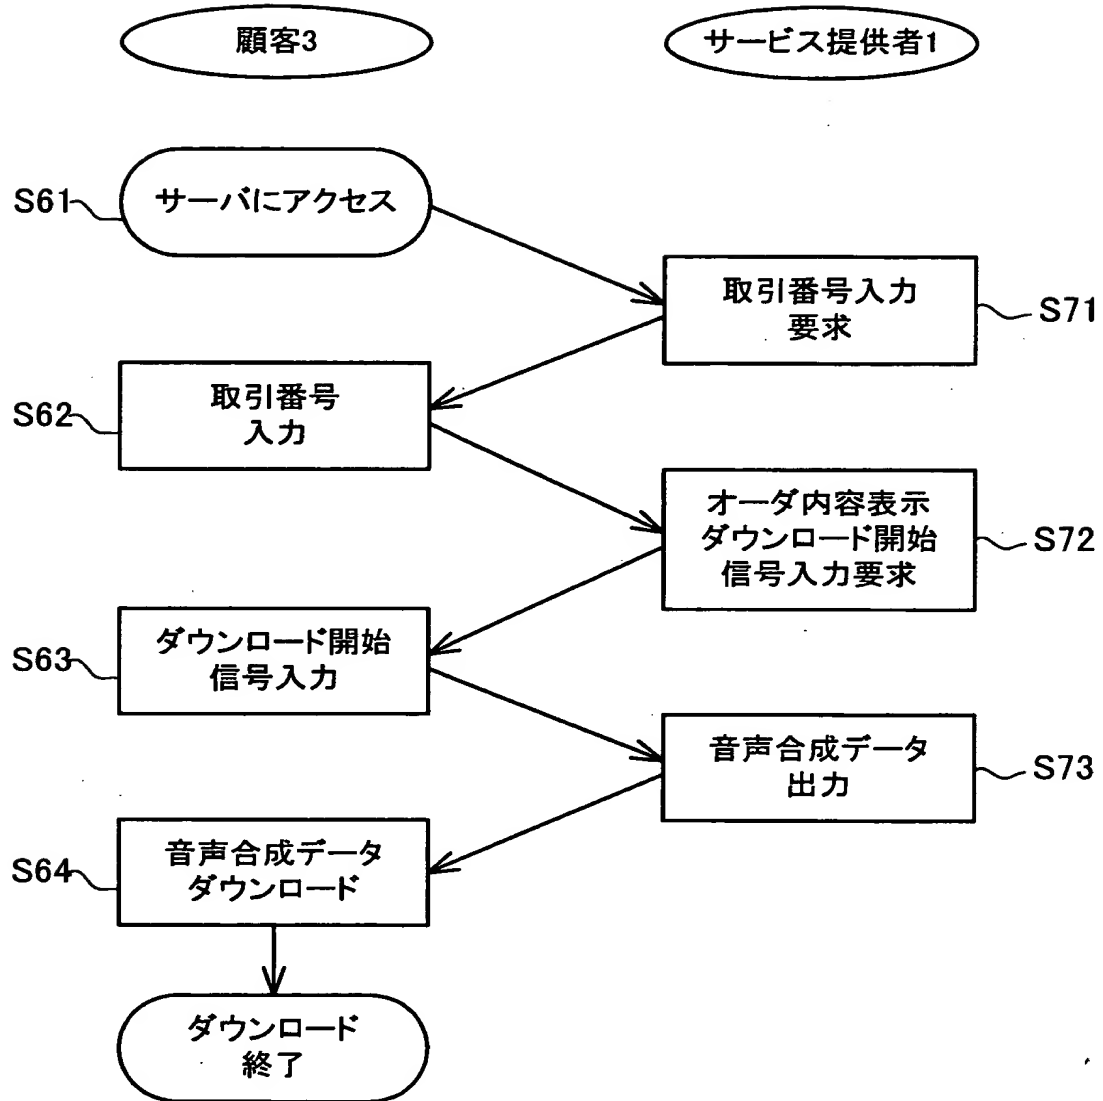 顧客3
サービス提供者1
S61
サーバにアクセス
取引番号入力
要求
S71
S62
取引番号
入力
オーダ内容表示
ダウンロード開始
信号入力要求
S72
S63
ダウンロード開始
信号入力
音声合成データ
出力
S73
S64
音声合成データ
ダウンロード
ダウンロード
終了